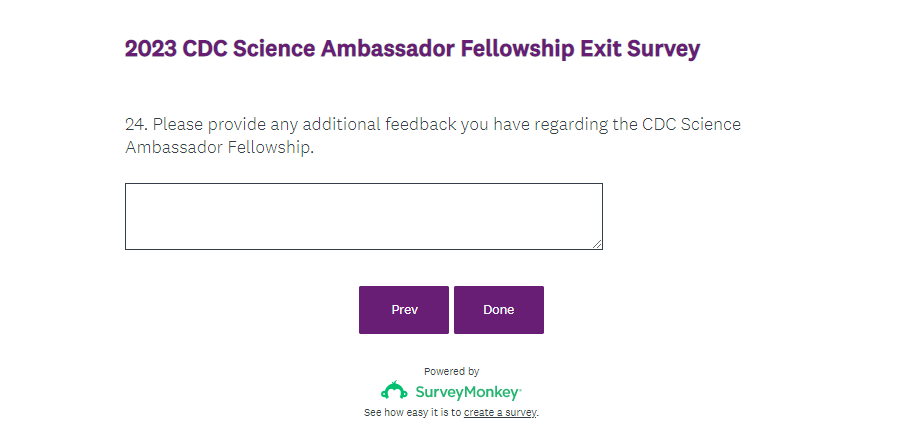 2023 CDC Science Ambassador Fellowship Exit Survey
24. Please provide any additional feedback you have regarding the CDC Science
Ambassador Fellowship.
Prev Done
Powered by
SurveyMonkey
See how easy it is to create a survey.